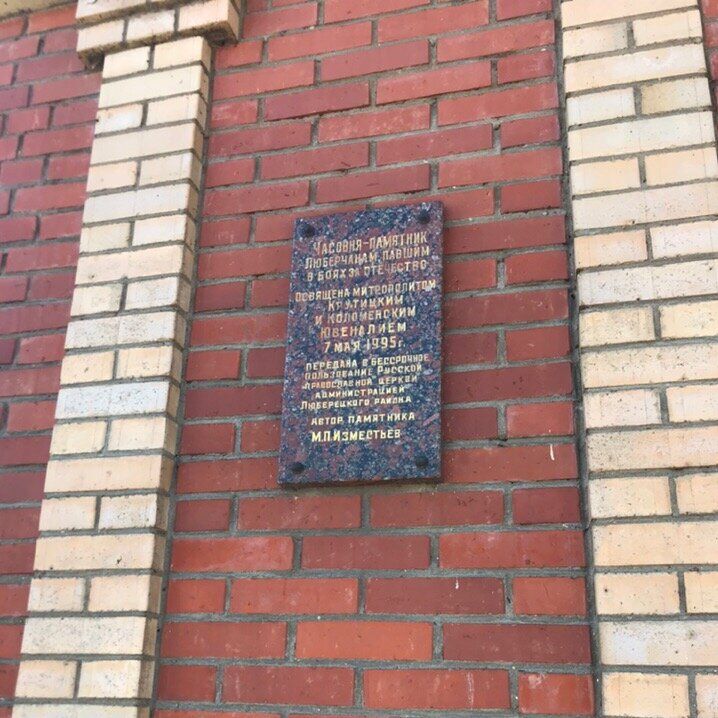 ЧАСОВНЯ-ПАМЯТНИК
ЛЮБЕРЧАНАМ, ПАВШИМ
В БОЯХ ЗА ОТЕЧЕСТВО
ОСВЯЩЕНА МИТРОПОЛИТОМ
КРУТИЦКИМ
И КОЛОМЕНСКИМ
ЮВЕНАЛИЕМ
7 МАЯ 1995 г.
ПЕРЕДАНА В БЕССРОЧНОЕ
ПОЛЬЗОВАНИЕ РУССКОЙ
ПРАВОСЛАВНОЙ ЦЕРКВИ
АДМИНИСТРАЦИЕЙ
ЛЮБЕРЕЦКОГО РАЙОНА
АВТОР ПАМЯТНИКА
М.П.ИЗМЕСТЬЕВ